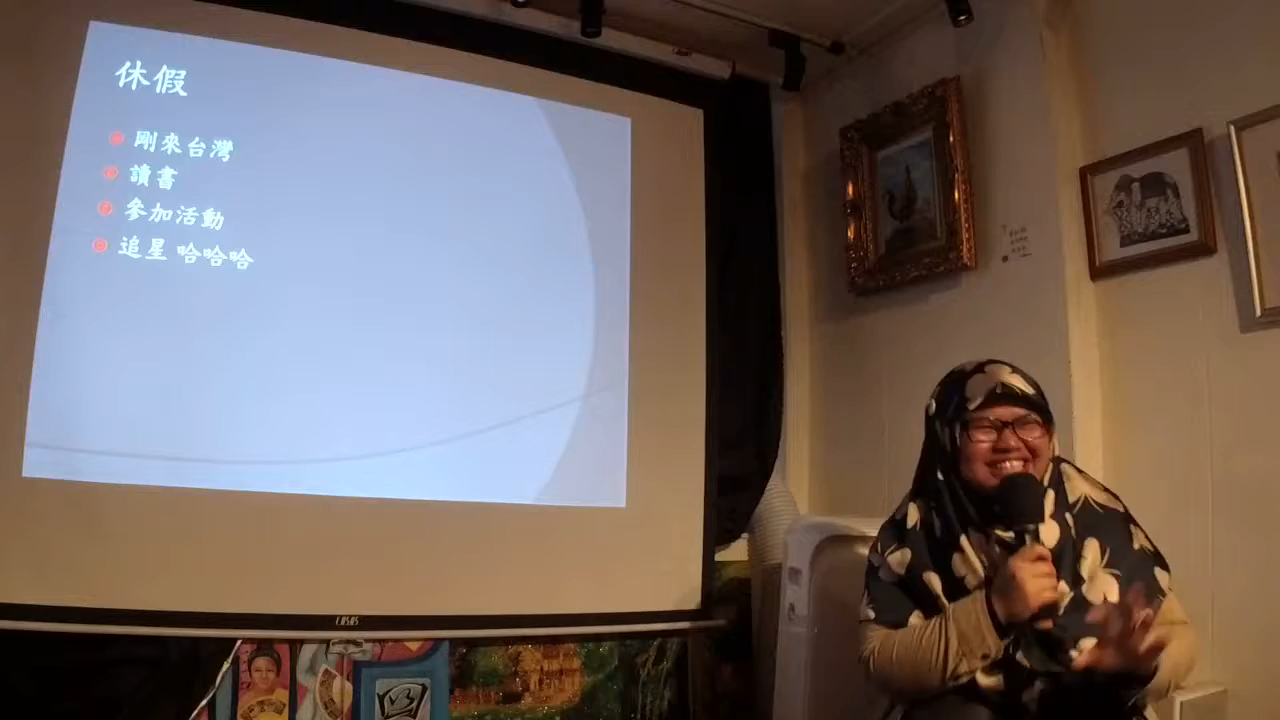 休假
剛來台灣
讀書
參加活動
追星 哈哈哈